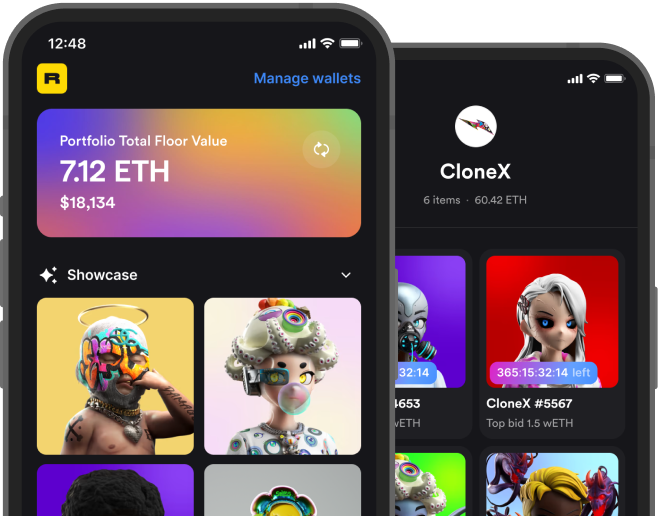 12:48
R
Manage wallets
Portfolio Total Floor Value
7.12 ETH
$18,134
Showcase
CloneX
6 items · 60.42 ETH
32:14
4653
wETH
365:15:32:14 left
CloneX #5567
Top bid 1.5 wETH